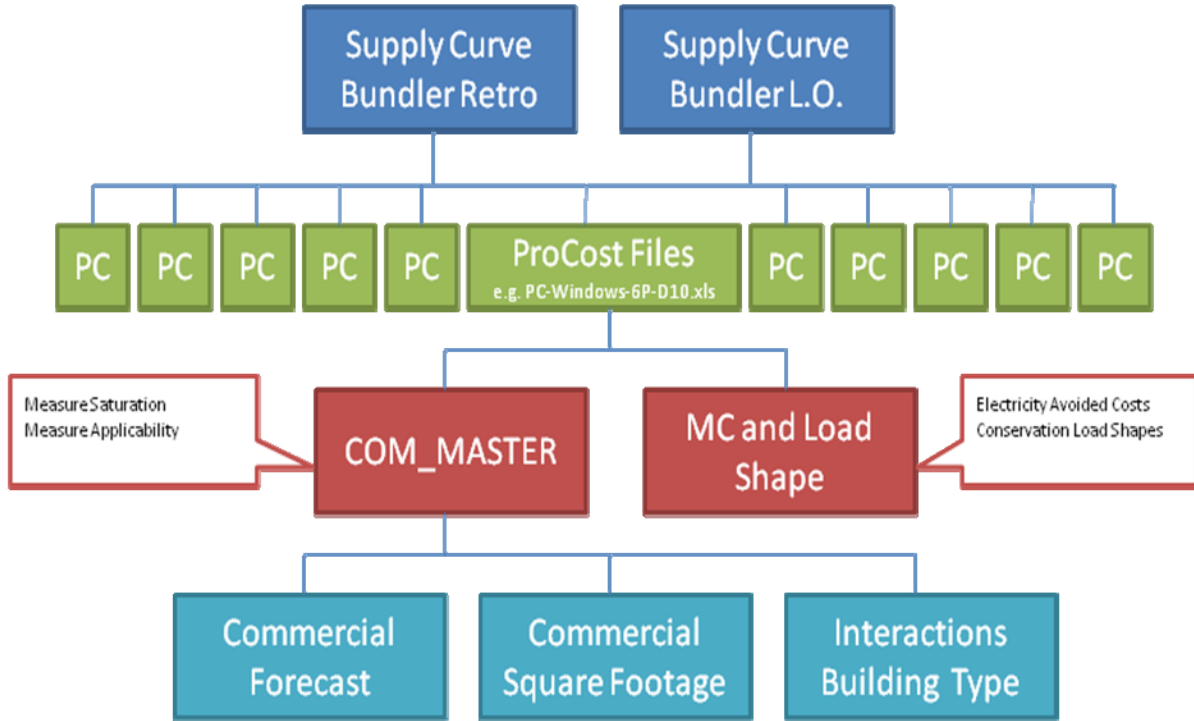 Supply Curve
Bundler Retro
Supply Curve
Bundler L.O.
PC
PC
PC
PC
PC
ProCost Files
e.g. PC-Windows-6P-D10.xls
PC
PC
PC
PC
PC
Measure Saturation
Measure Applicability
COM_MASTER
MC and Load
Shape
Electricity Avoided Costs
Conservation Load Shapes
Commercial
Forecast
Commercial
Square Footage
Interactions
Building Type